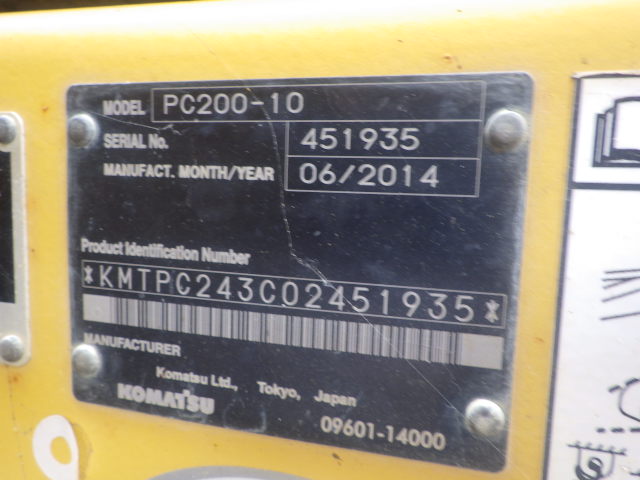 MODEL PC200-10
SERIAL No. 451935
MANUFACT. MONTH/YEAR 06/2014
Product Identification Number
*KMTPC243C02451935*
MANUFACTURER
Komatsu Ltd., Tokyo, Japan
KOMATSU
09601-14000